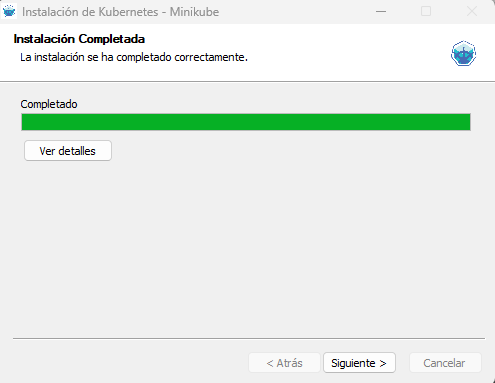 Instalación de Kubernetes - Minikube
Instalación Completada
La instalación se ha completado correctamente.
Completado
Ver detalles
< Atrás
Siguiente >
Cancelar